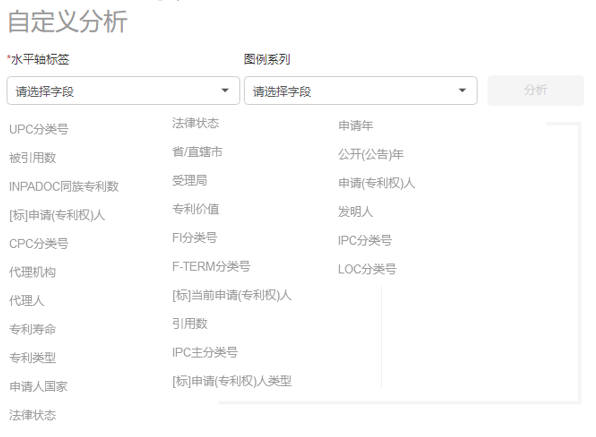 自定义分析
*水平轴标签
图例系列
请选择字段
请选择字段
分析
UPC分类号
被引用数
INPADOC同族专利数
[标]申请(专利权)人
CPC分类号
代理机构
代理人
专利寿命
专利类型
申请人国家
法律状态
法律状态
省/直辖市
受理局
专利价值
FI分类号
F-TERM分类号
[标]当前申请(专利权)人
引用数
IPC主分类号
[标]申请(专利权)人类型
申请年
公开(公告)年
申请(专利权)人
发明人
IPC分类号
LOC分类号